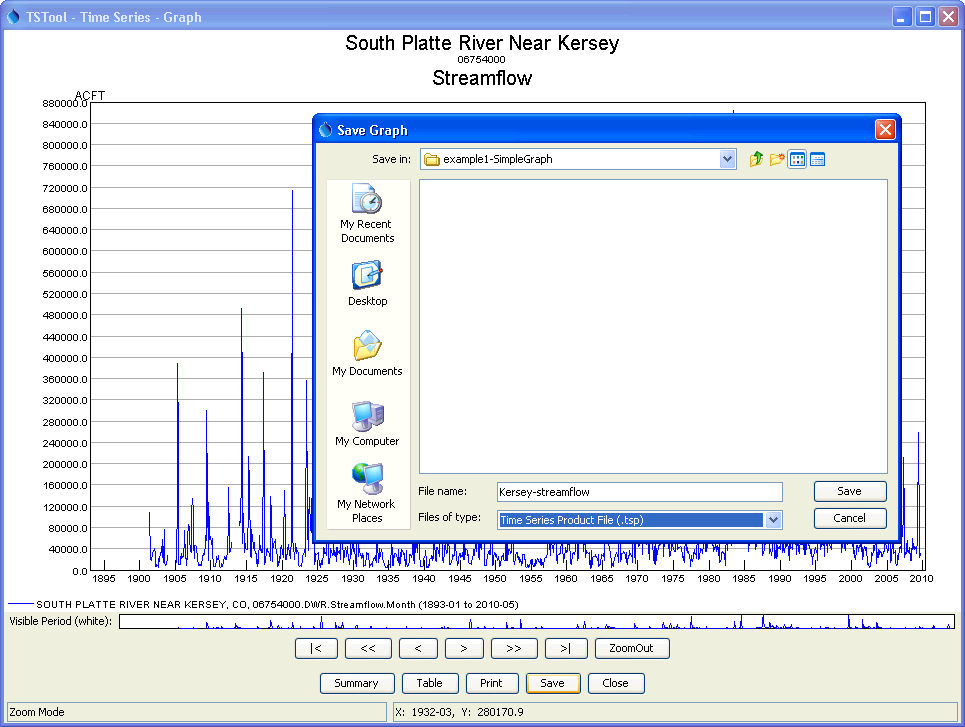 TSTool - Time Series - Graph
South Platte River Near Kersey
06754000
Streamflow
ACFT
880000.0
840000.0
800000.0
760000.0
720000.0
680000.0
640000.0
600000.0
560000.0
520000.0
480000.0
440000.0
400000.0
360000.0
320000.0
280000.0
240000.0
200000.0
160000.0
120000.0
80000.0
40000.0
0.0
1895 1900 1905 1910 1915 1920 1925 1930 1935 1940 1945 1950 1955 1960 1965 1970 1975 1980 1985 1990 1995 2000 2005 2010
Save Graph
Save in: example1-SimpleGraph
My Recent
Documents
Desktop
My Documents
My Computer
My Network
Places
File name: Kersey-streamflow Save
Files of type: Time Series Product File (.tsp) Cancel
SOUTH PLATTE RIVER NEAR KERSEY, CO, 06754000.DWR.Streamflow.Month (1893-01 to 2010-05)
Visible Period (white):
|< << < > >> >| ZoomOut
Summary Table Print Save Close
Zoom Mode X: 1932-03, Y: 280170.9